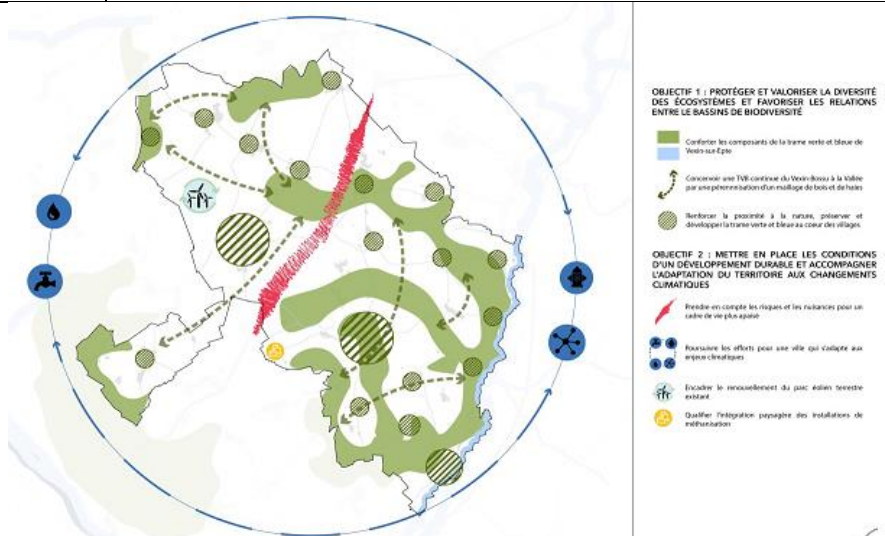 OBJECTIF 1 : PROTÉGER ET VALORISER LA DIVERSITÉ
DES ÉCOSYSTÈMES ET FAVORISER LES RELATIONS
ENTRE LE BASSINS DE BIODIVERSITÉ
Conforter les composants de la trame verte et bleue de
Vexin-sur-Epte
Concevoir une TVB continue du Vexin-Bossu à la Vallée
par une pérennisation d'un maillage de bois et de haies
Renforcer la proximité à la nature, préserver et
développer la trame verte et bleue au coeur des villages
OBJECTIF 2 : METTRE EN PLACE LES CONDITIONS
D'UN DÉVELOPPEMENT DURABLE ET ACCOMPAGNER
L'ADAPTATION DU TERRITOIRE AUX CHANGEMENTS
CLIMATIQUES
Prendre en compte les risques et les nuisances pour un
cadre de vie plus apaisé
Poursuivre les efforts pour une ville qui s'adapte aux
enjeux climatiques
Encadrer le renouvellement du parc éolien terrestre
existant
Qualifier l'intégration paysagère des installations de
méthanisation